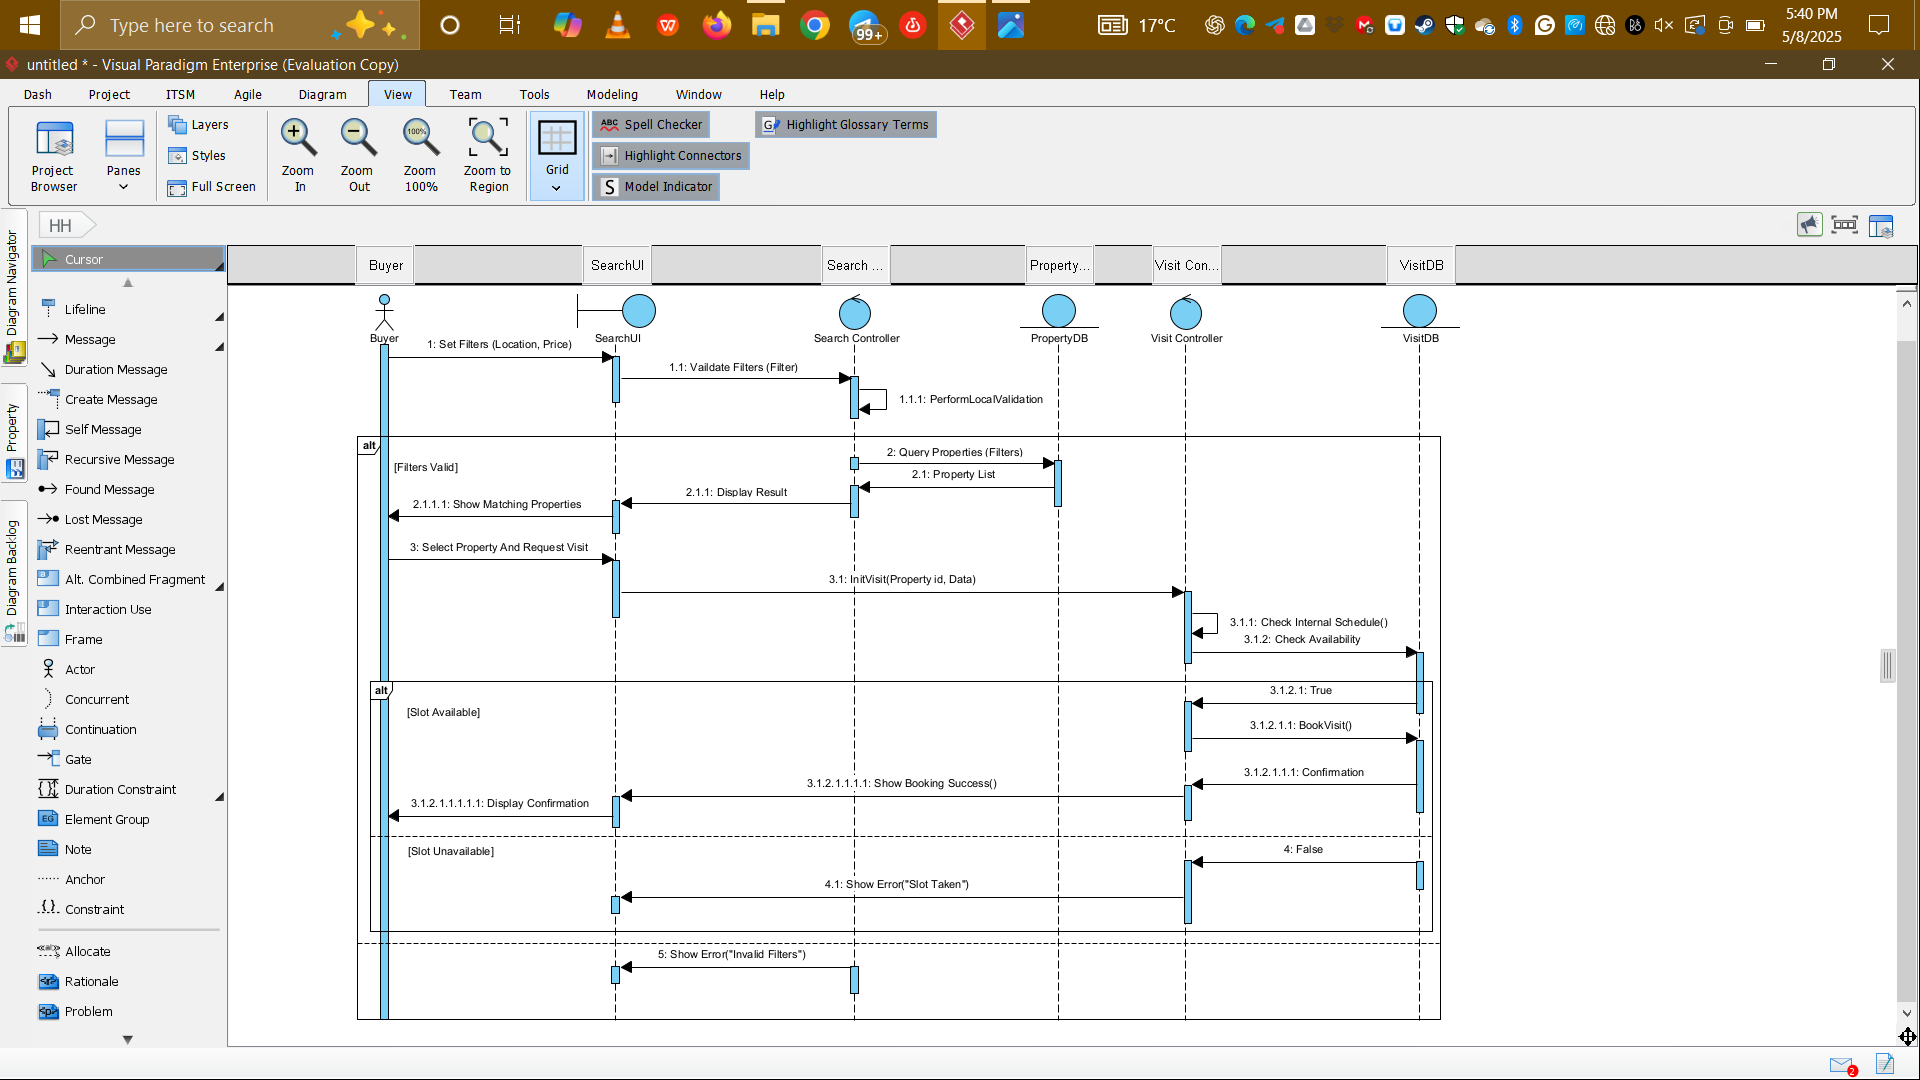 Type here to search
99+
17°C
5:40 PM
5/8/2025
untitled * - Visual Paradigm Enterprise (Evaluation Copy)
Dash Project ITSM Agile Diagram View Team Tools Modeling Window Help
Project Browser
Panes
Layers
Styles
Full Screen
Zoom In
Zoom Out
100%
Zoom 100%
Zoom to Region
Grid
ABC Spell Checker
Highlight Connectors
S Model Indicator
G Highlight Glossary Terms
HH
Diagram Navigator
Property
Diagram Backlog
Cursor
Lifeline
Message
Duration Message
Create Message
Self Message
Recursive Message
Found Message
Lost Message
Reentrant Message
Alt. Combined Fragment
Interaction Use
Frame
Actor
Concurrent
Continuation
Gate
Duration Constraint
EG Element Group
Note
Anchor
Constraint
Allocate
Rationale
Problem
Buyer SearchUI Search ... Property... Visit Con... VisitDB
Buyer SearchUI Search Controller PropertyDB Visit Controller VisitDB
1: Set Filters (Location, Price)
1.1: Vaildate Filters (Filter)
1.1.1: PerformLocalValidation
alt
[Filters Valid]
2: Query Properties (Filters)
2.1: Property List
2.1.1: Display Result
2.1.1.1: Show Matching Properties
3: Select Property And Request Visit
3.1: InitVisit(Property id, Data)
3.1.1: Check Internal Schedule()
3.1.2: Check Availability
alt
[Slot Available]
3.1.2.1: True
3.1.2.1.1: BookVisit()
3.1.2.1.1.1: Confirmation
3.1.2.1.1.1.1: Show Booking Success()
3.1.2.1.1.1.1.1: Display Confirmation
[Slot Unavailable]
4: False
4.1: Show Error("Slot Taken")
5: Show Error("Invalid Filters")
2